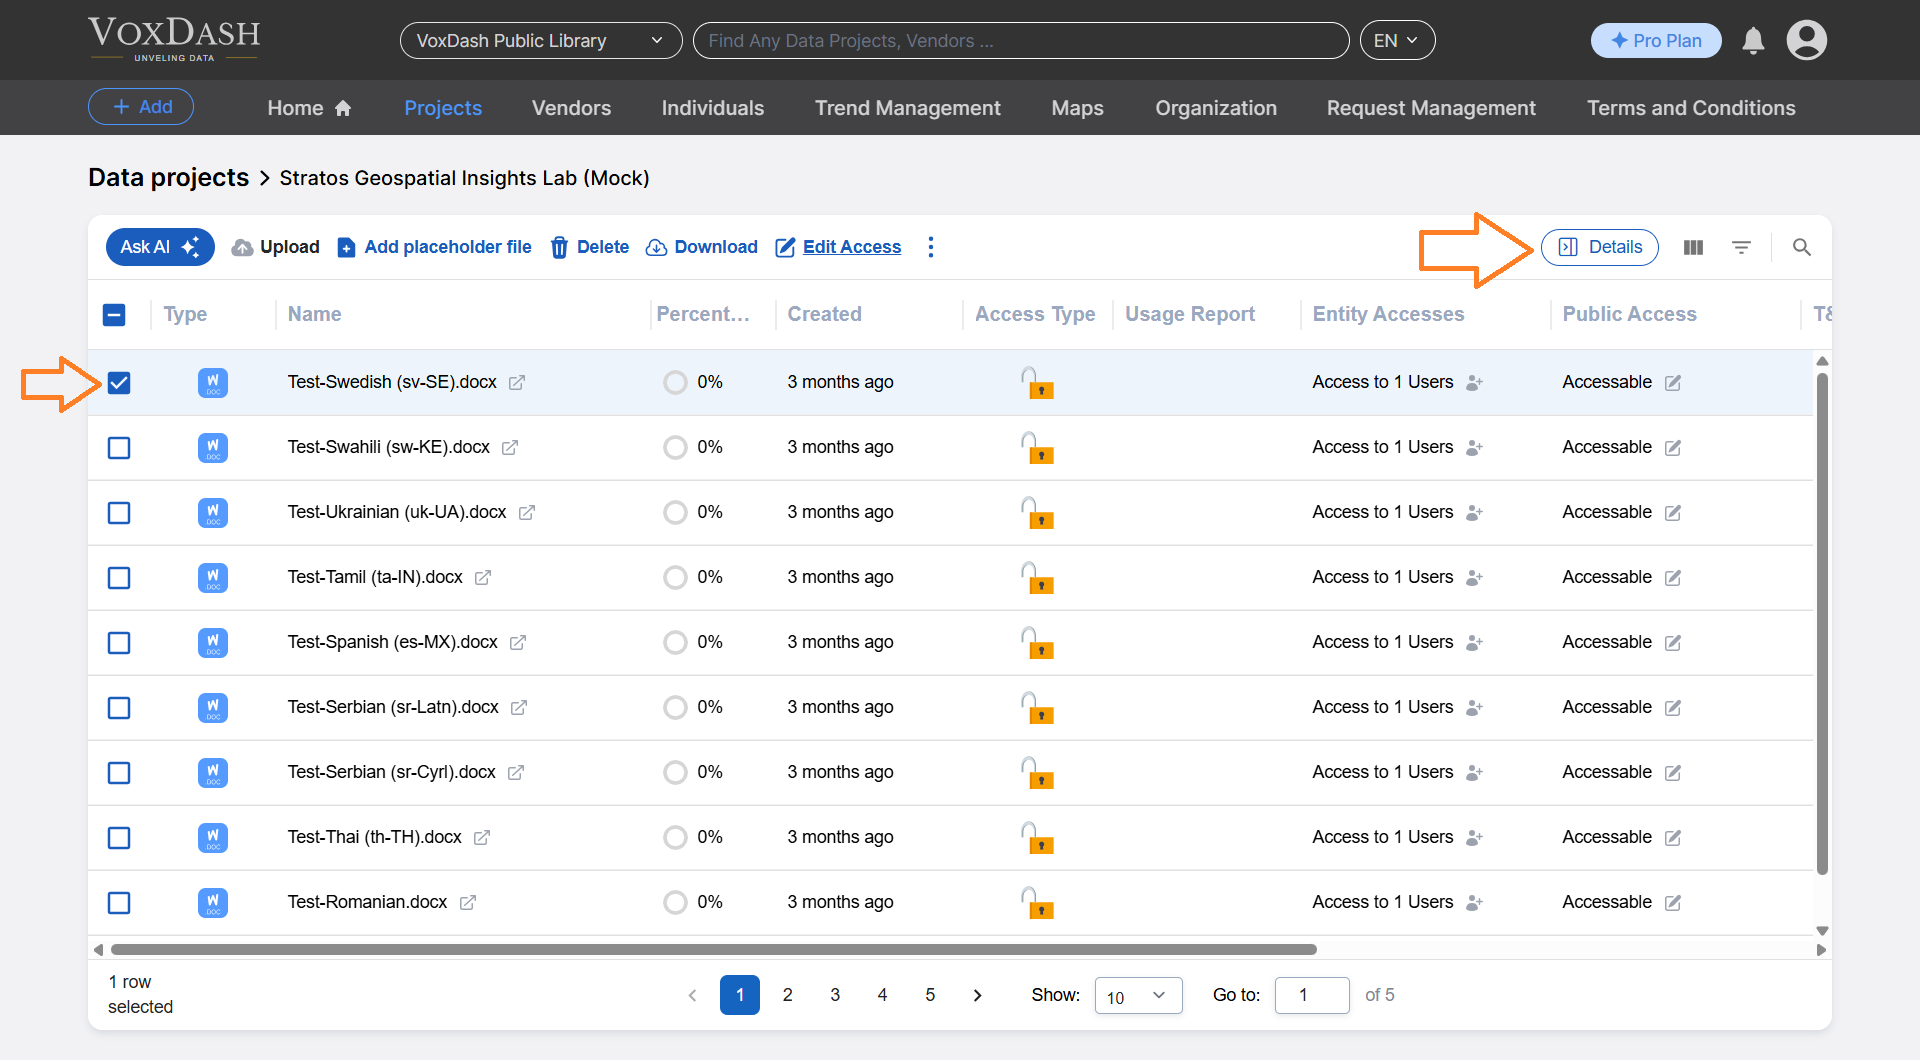 VOXDASH
UNVELING DATA
VoxDash Public Library
Find Any Data Projects, Vendors ...
EN
Pro Plan
+ Add
Home
Projects
Vendors
Individuals
Trend Management
Maps
Organization
Request Management
Terms and Conditions
Data projects > Stratos Geospatial Insights Lab (Mock)
Ask AI
Upload
Add placeholder file
Delete
Download
Edit Access
Details
Type Name Percent... Created Access Type Usage Report Entity Accesses Public Access T&
W DOC Test-Swedish (sv-SE).docx 0% 3 months ago Access to 1 Users Accessable
W DOC Test-Swahili (sw-KE).docx 0% 3 months ago Access to 1 Users Accessable
W DOC Test-Ukrainian (uk-UA).docx 0% 3 months ago Access to 1 Users Accessable
W DOC Test-Tamil (ta-IN).docx 0% 3 months ago Access to 1 Users Accessable
W DOC Test-Spanish (es-MX).docx 0% 3 months ago Access to 1 Users Accessable
W DOC Test-Serbian (sr-Latn).docx 0% 3 months ago Access to 1 Users Accessable
W DOC Test-Serbian (sr-Cyrl).docx 0% 3 months ago Access to 1 Users Accessable
W DOC Test-Thai (th-TH).docx 0% 3 months ago Access to 1 Users Accessable
W DOC Test-Romanian.docx 0% 3 months ago Access to 1 Users Accessable
1 row
selected
1 2 3 4 5
Show: 10
Go to: 1 of 5